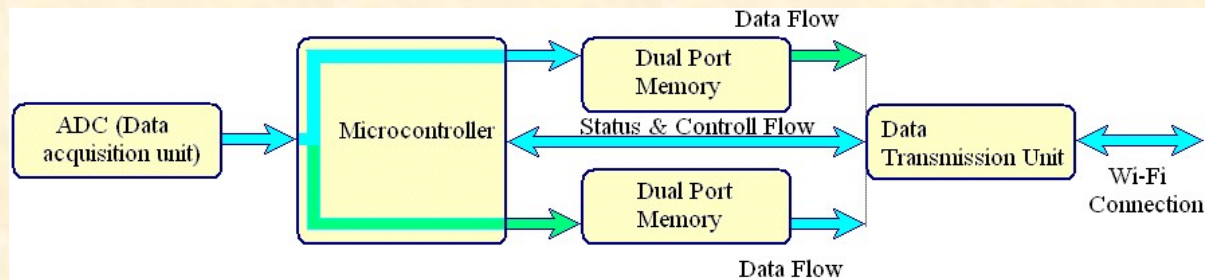 Data Flow
Dual Port
Memory
ADC (Data
acquisition unit)
Microcontroller
Status & Controll Flow
Data
Transmission Unit
Wi-Fi
Connection
Dual Port
Memory
Data Flow